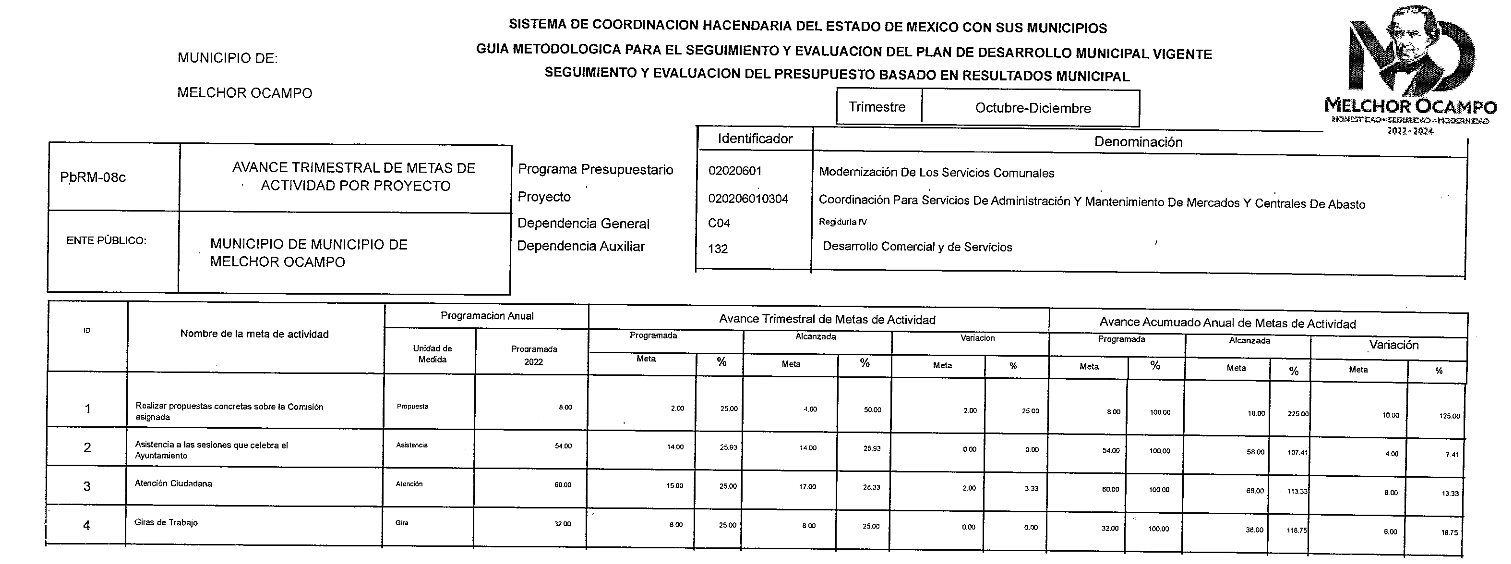 SISTEMA DE COORDINACION HACENDARIA DEL ESTADO DE MEXICO CON SUS MUNICIPIOS
GUIA METODOLOGICA PARA EL SEGUIMIENTO Y EVALUACION DEL PLAN DE DESARROLLO MUNICIPAL VIGENTE
SEGUIMIENTO Y EVALUACION DEL PRESUPUESTO BASADO EN RESULTADOS MUNICIPAL
MUNICIPIO DE:
MELCHOR OCAMPO
Trimestre Octubre-Diciembre
MELCHOR OCAMPO
2022-2024
PbRM-08c AVANCE TRIMESTRAL DE METAS DE
ACTIVIDAD POR PROYECTO
ENTE PÚBLICO: MUNICIPIO DE MUNICIPIO DE
MELCHOR OCAMPO
Identificador Denominación
Programa Presupuestario 02020601 Modernización De Los Servicios Comunales
Proyecto 020206010304 Coordinación Para Servicios De Administración Y Mantenimiento De Mercados Y Centrales De Abasto
Dependencia General C04 Regiduria IV
Dependencia Auxiliar 132 Desarrollo Comercial y de Servicios
ID Nombre de la meta de actividad Programacion Anual Avance Trimestral de Metas de Actividad Avance Acumuado Anual de Metas de Actividad
Unidad de Medida Programada 2022 Programada Alcanzada Variacion Programada Alcanzada Variación
Meta % Meta % Meta % Meta % Meta % Meta %
1 Realizar propuestas concretas sobre la Comisión asignada Propuesta 8.00 2.00 25.00 4.00 50.00 2.00 25.00 8.00 100.00 225.00 10.00 125.00
2 Asistencia a las sesiones que celebra el Ayuntamiento Asistencia 54.00 14.00 25.93 14.00 25.93 0.00 0.00 54.00 100.00 58.00 107.41 4.00 7.41
3 Atención Ciudadana Atención 60.00 15.00 25.00 17.00 28.33 2.00 3.33 60.00 100.00 113.33 8.00 13.33
4 Giras de Trabajo Gira 32.00 8.00 25.00 8.00 25.00 0.00 0.00 32.00 100.00 38.00 118.75 6.00 18.75